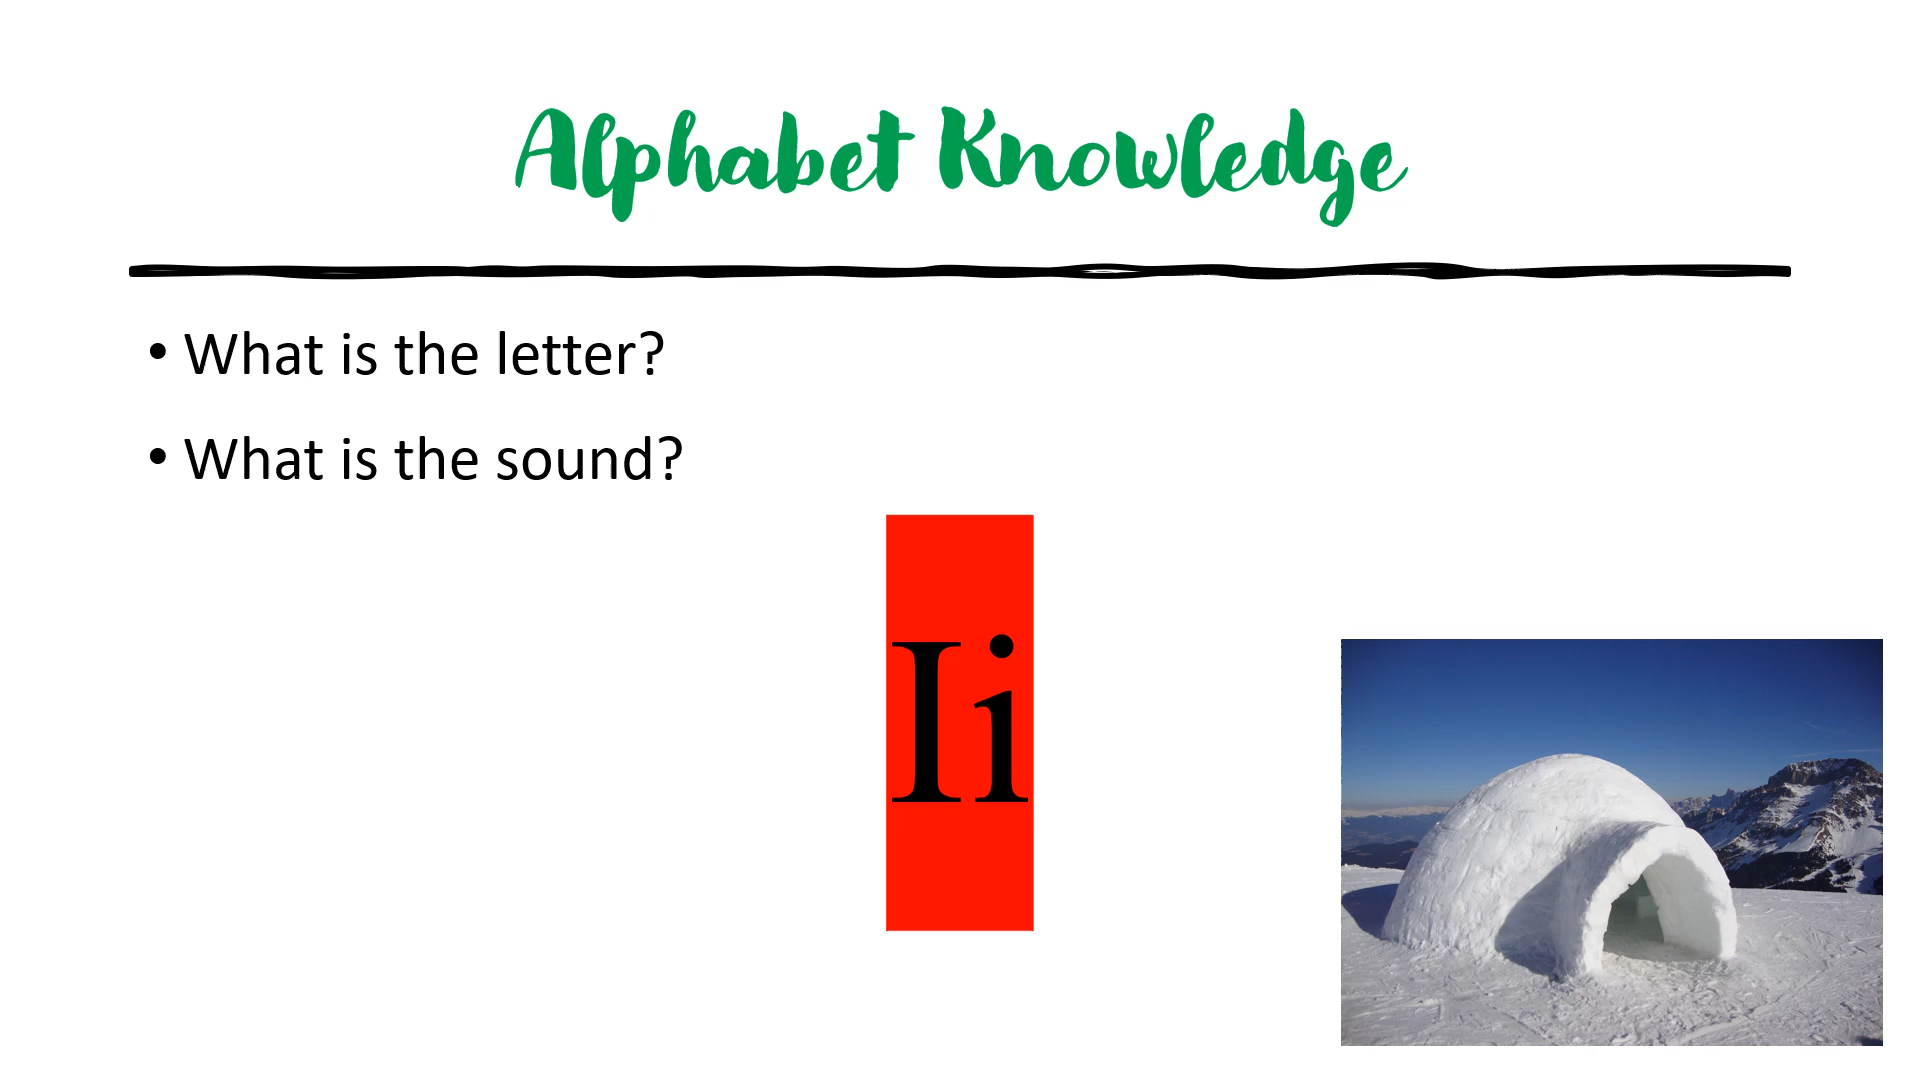 Alphabet Knowledge
• What is the letter?
• What is the sound?
Ii